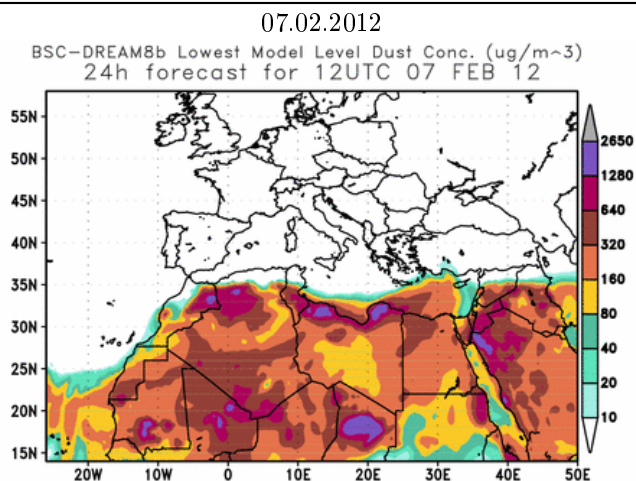 07.02.2012
BSC-DREAM8b Lowest Model Level Dust Conc. (ug/m^3)
24h forecast for 12UTC 07 FEB 12
55N
50N
45N
40N
35N
30N
25N
20N
15N
20W 10W 0 10E 20E 30E 40E 50E
2650
1280
640
320
160
80
40
20
10